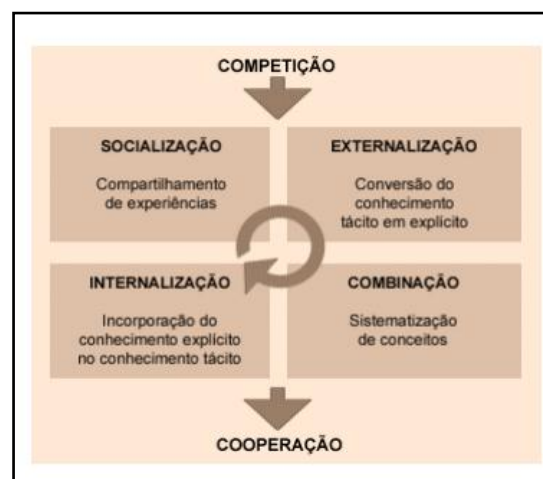 COMPETIÇÃO
SOCIALIZAÇÃO
Compartilhamento
de experiências
EXTERNALIZAÇÃO
Conversão do
conhecimento
tácito em explícito
INTERNALIZAÇÃO
Incorporação do
conhecimento explícito
no conhecimento tácito
COMBINAÇÃO
Sistematização
de conceitos
COOPERAÇÃO